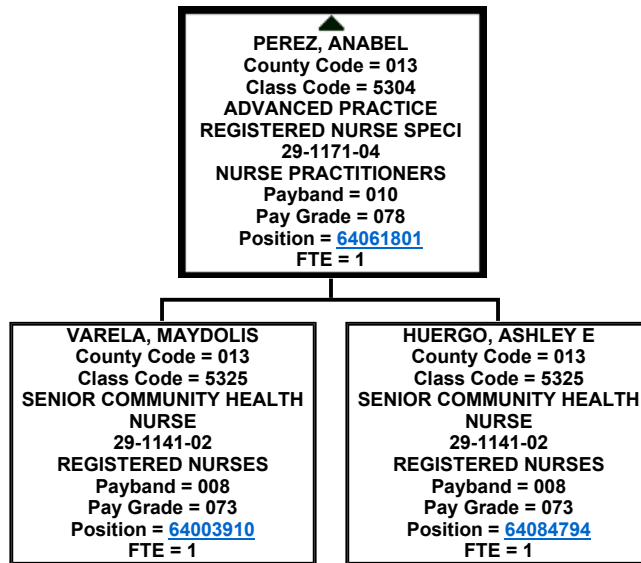 PEREZ, ANABEL
County Code = 013
Class Code = 5304
ADVANCED PRACTICE
REGISTERED NURSE SPECI
29-1171-04
NURSE PRACTITIONERS
Payband = 010
Pay Grade = 078
Position = 64061801
FTE = 1
VARELA, MAYDOLIS
County Code = 013
Class Code = 5325
SENIOR COMMUNITY HEALTH
NURSE
29-1141-02
REGISTERED NURSES
Payband = 008
Pay Grade = 073
Position = 64003910
FTE = 1
HUERGO, ASHLEY E
County Code = 013
Class Code = 5325
SENIOR COMMUNITY HEALTH
NURSE
29-1141-02
REGISTERED NURSES
Payband = 008
Pay Grade = 073
Position = 64084794
FTE = 1